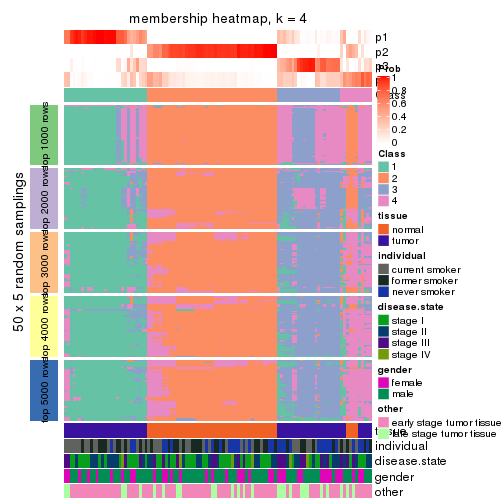 membership heatmap, k = 4
p1
p2
p3
Prob
1
0.8
0.6
0.4
0.2
0
Class
1
2
3
4
tissue
normal
tumor
individual
current smoker
former smoker
never smoker
disease.state
stage I
stage II
stage III
stage IV
gender
female
male
other
early stage tumor tissue
late stage tumor tissue
individual
disease.state
gender
other
50 x 5 random samplings
top 1000 rows
top 2000 rows
top 3000 rows
top 4000 rows
top 5000 rows